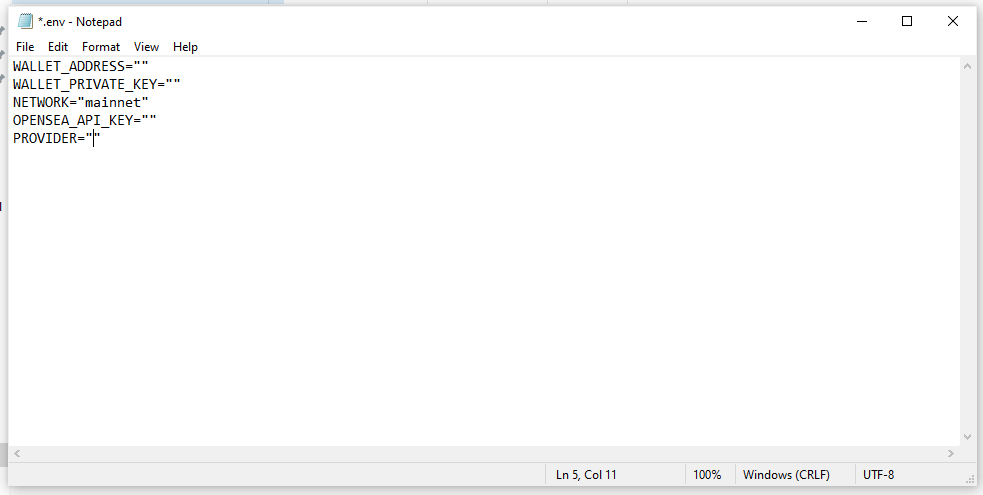 *.env - Notepad
File Edit Format View Help
WALLET_ADDRESS=""
WALLET_PRIVATE_KEY=""
NETWORK="mainnet"
OPENSEA_API_KEY=""
PROVIDER=""
Ln 5, Col 11 100% Windows (CRLF) UTF-8